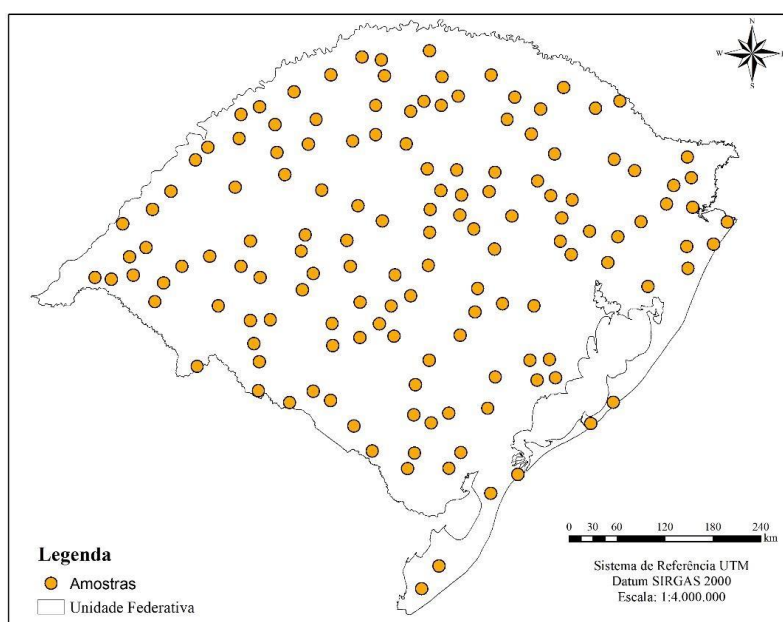 N
W
S
Legenda
Amostras
Unidade Federativa
0 30 60 120 180 240
km
Sistema de Referência UTM
Datum SIRGAS 2000
Escala: 1:4.000.000